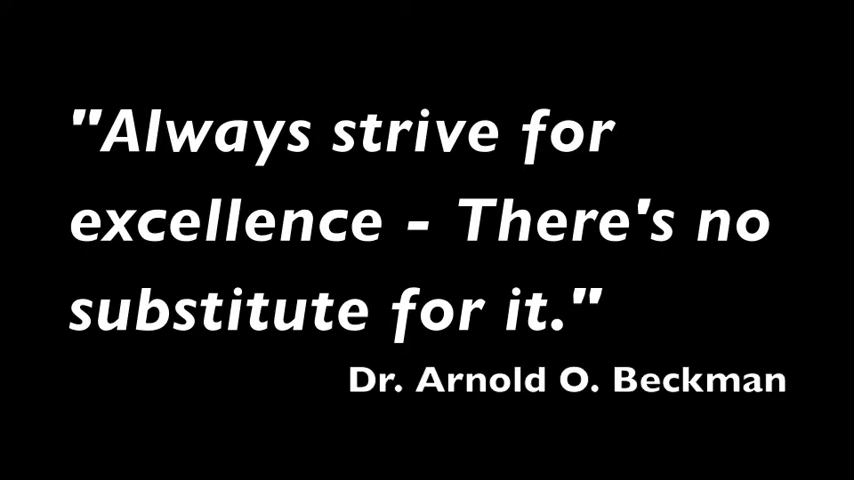 "Always strive for
excellence - There's no
substitute for it."
Dr. Arnold O. Beckman